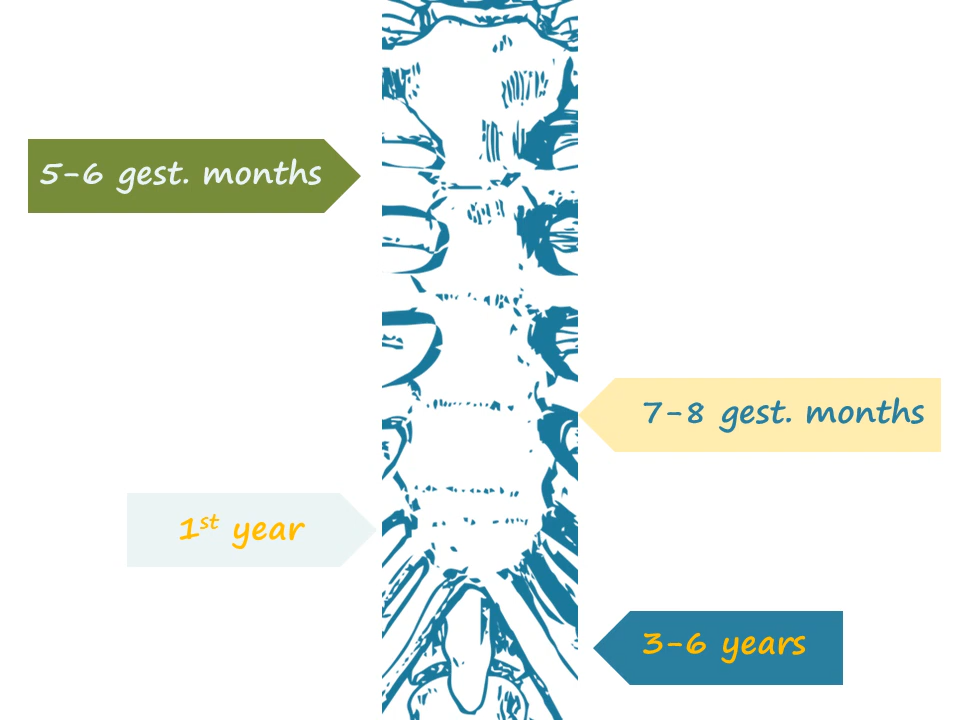 5-6 gest. months
7-8 gest. months
1st year
3-6 years